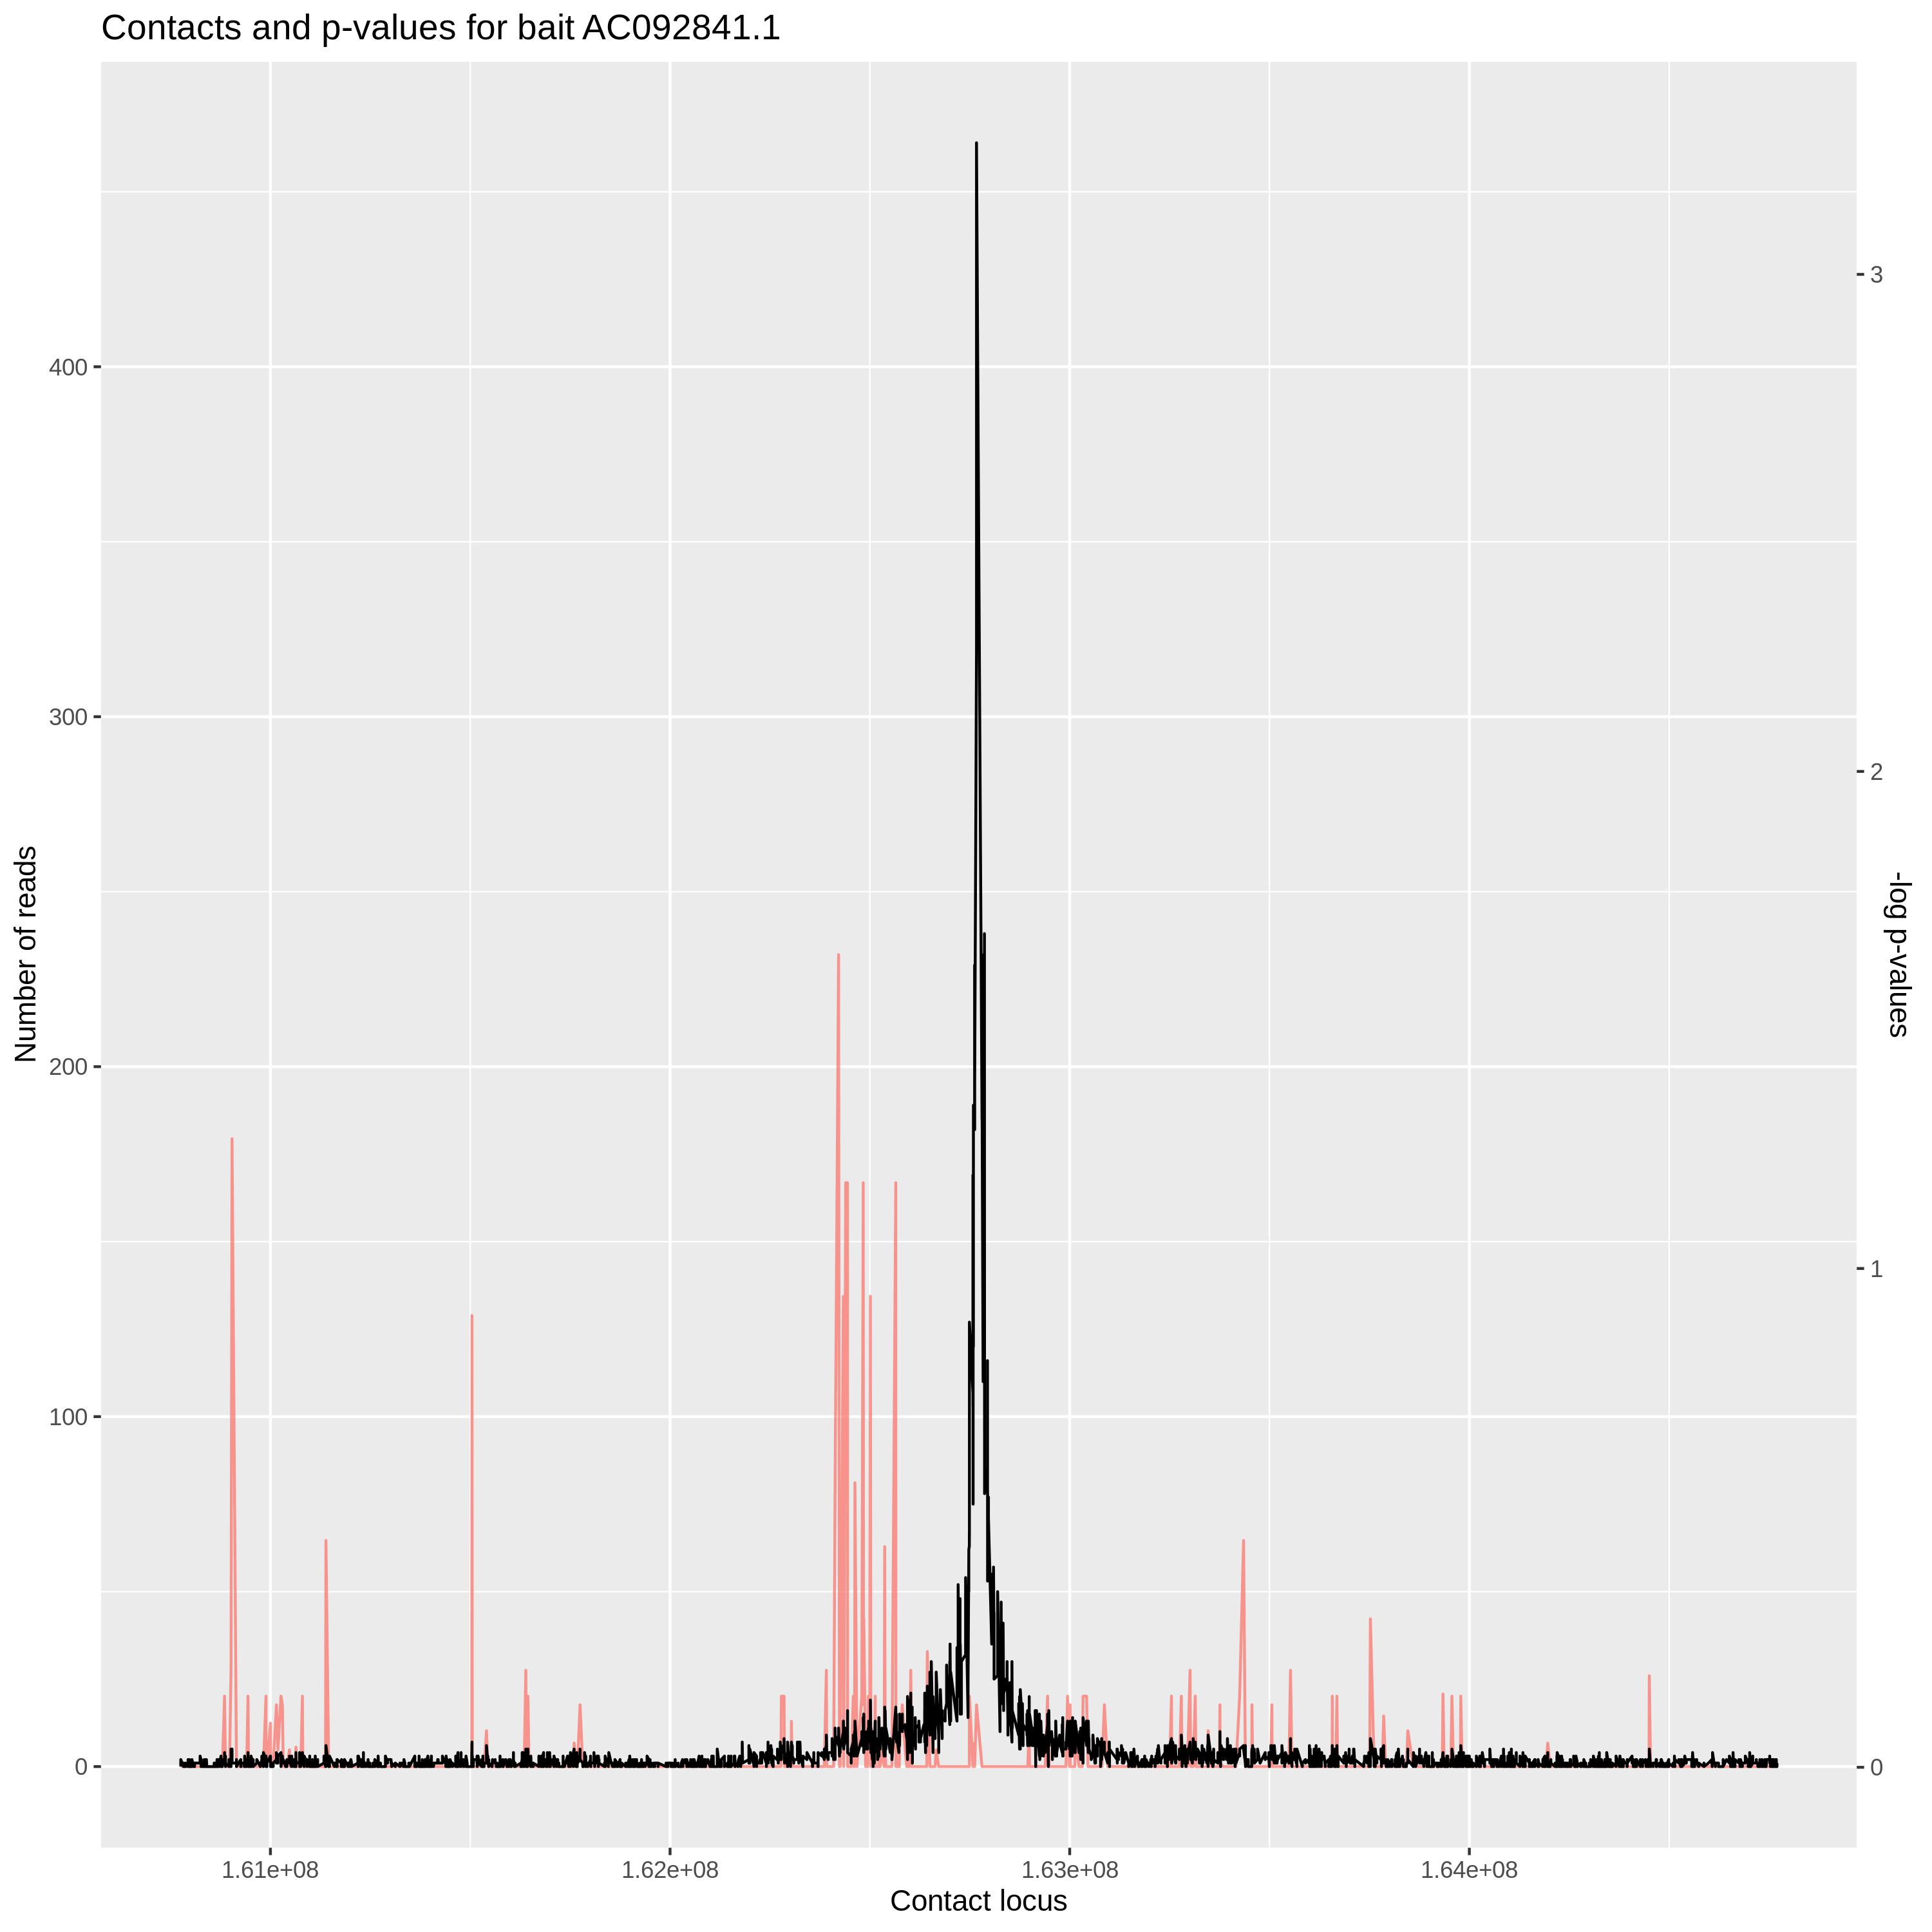 Contacts and p-values for bait AC092841.1
Number of reads
400
300
200
100
0
3
2
1
0
-log p-values
1.61e+08
1.62e+08
1.63e+08
1.64e+08
Contact locus